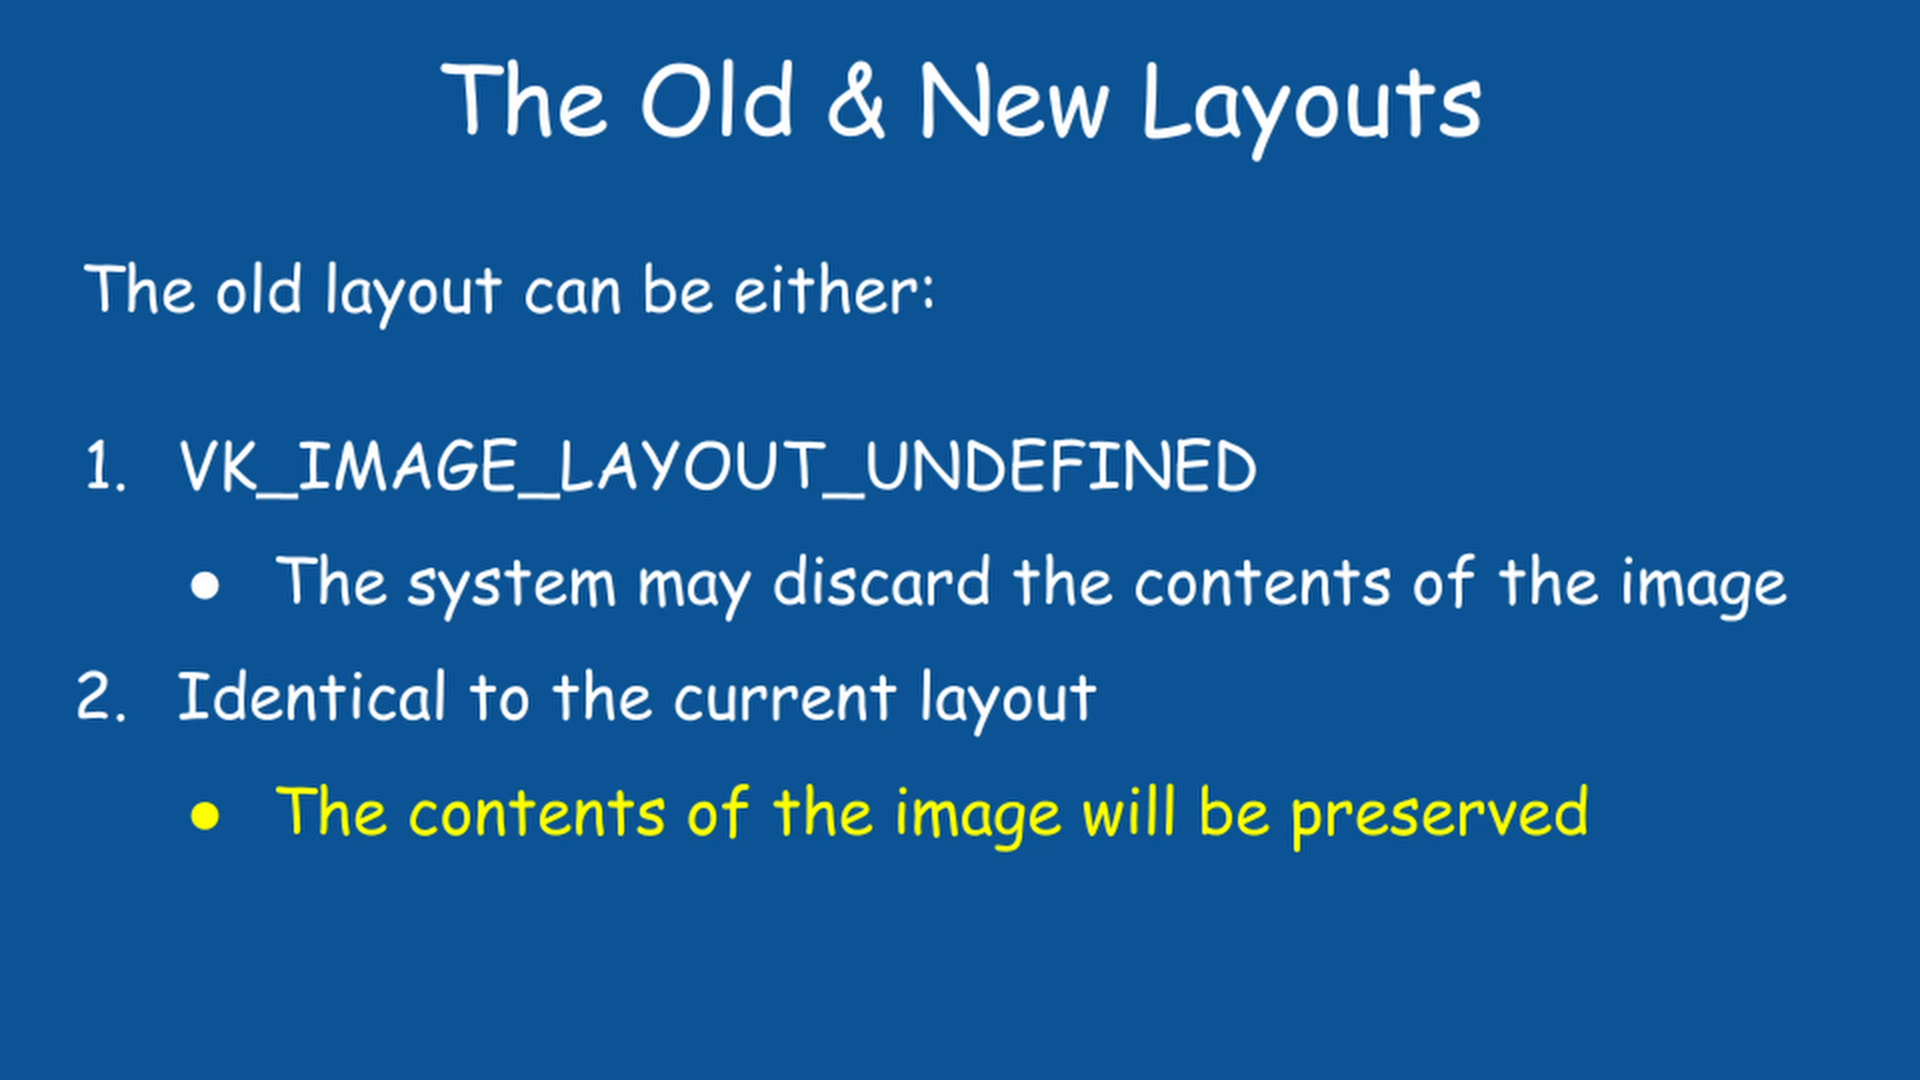 The Old & New Layouts
The old layout can be either:
1. VK_IMAGE_LAYOUT_UNDEFINED
● The system may discard the contents of the image
2. Identical to the current layout
● The contents of the image will be preserved